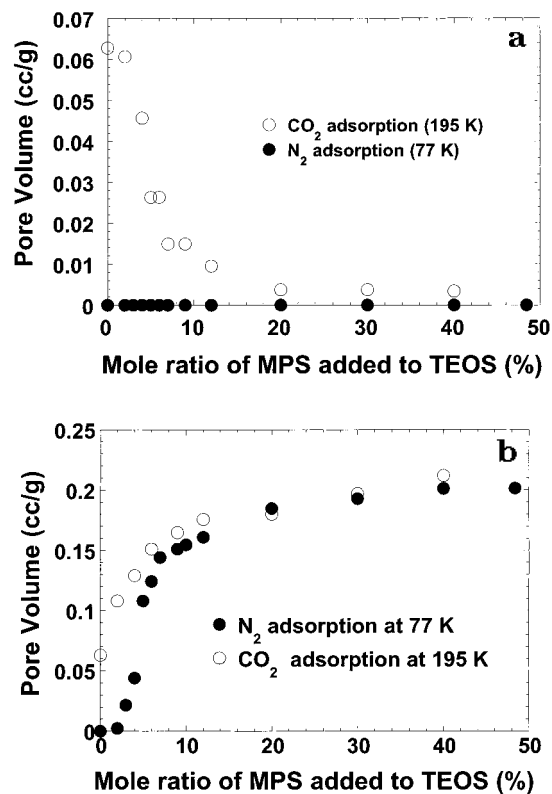 0.07
a
0.06
0.05
CO2 adsorption (195 K)
0.04
N2 adsorption (77 K)
0.03
0.02
0.01
0
0 10 20 30 40 50
Pore Volume (cc/g)
Mole ratio of MPS added to TEOS (%)
0.25
b
0.2
0.15
0.1
N2 adsorption at 77 K
CO2 adsorption at 195 K
0.05
0
0 10 20 30 40 50
Pore Volume (cc/g)
Mole ratio of MPS added to TEOS (%)